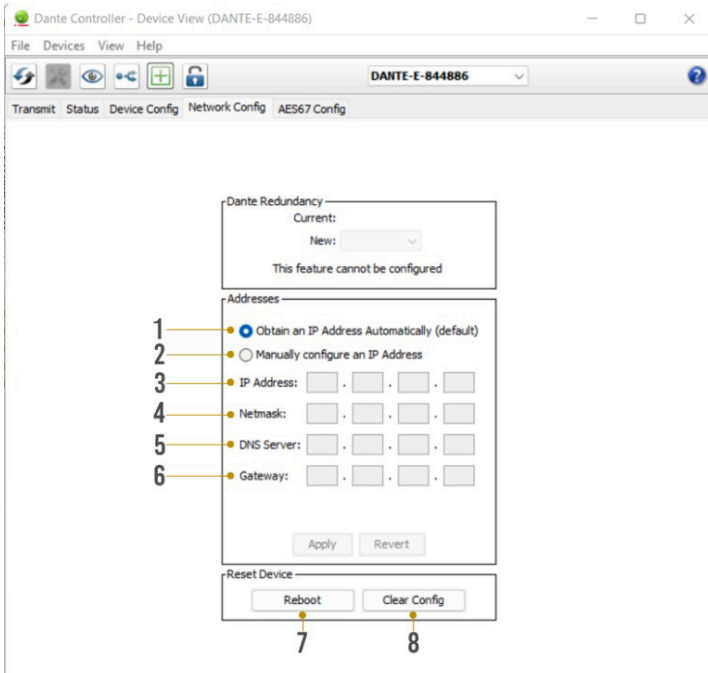 Dante Controller - Device View (DANTE-E-844886)
File Devices View Help
DANTE-E-844886
?
Transmit Status Device Config Network Config AES67 Config
Dante Redundancy
Current:
New:
This feature cannot be configured
Addresses
1 Obtain an IP Address Automatically (default)
2 Manually configure an IP Address
3 IP Address: . . .
4 Netmask: . . .
5 DNS Server: . . .
6 Gateway: . . .
Apply Revert
Reset Device
Reboot Clear Config
7 8